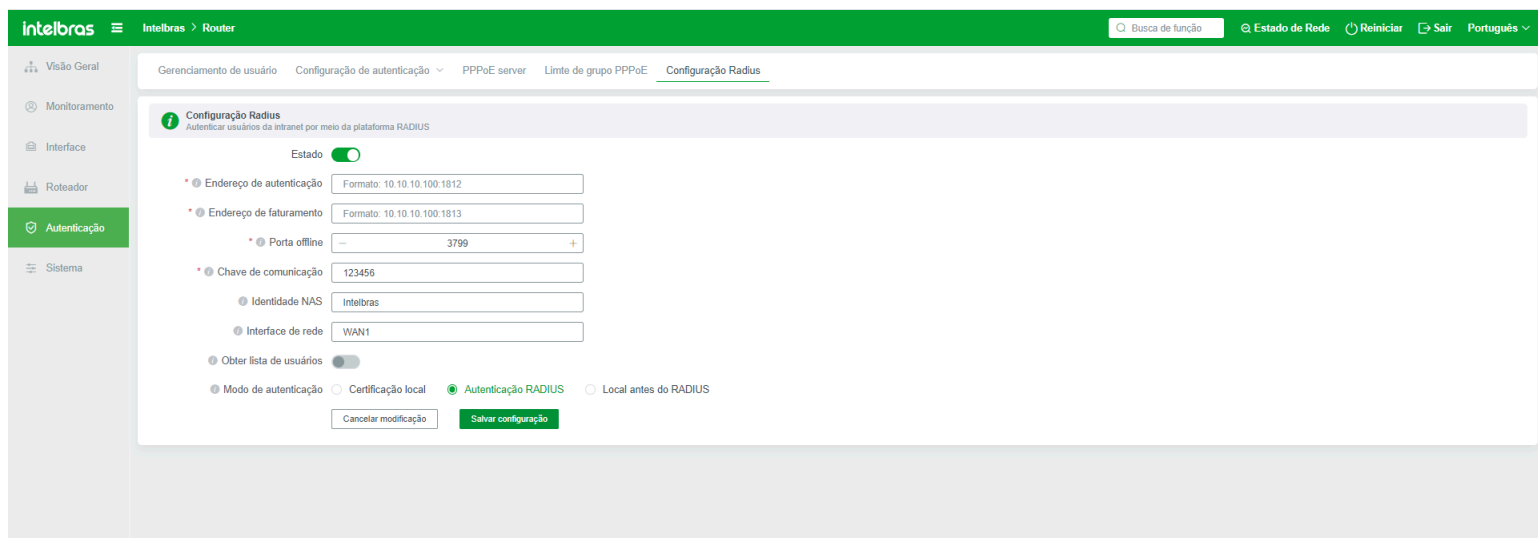 intelbras Intelbras > Router Busca de função Estado de Rede Reiniciar Sair Português
Visão Geral
Monitoramento
Interface
Roteador
Autenticação
Sistema
Gerenciamento de usuário Configuração de autenticação PPPoE server Limte de grupo PPPoE Configuração Radius
Configuração Radius
Autenticar usuários da intranet por meio da plataforma RADIUS
Estado
* Endereço de autenticação Formato: 10.10.10.100:1812
* Endereço de faturamento Formato: 10.10.10.100:1813
* Porta offline — 3799 +
* Chave de comunicação 123456
Identidade NAS Intelbras
Interface de rede WAN1
Obter lista de usuários
Modo de autenticação Certificação local Autenticação RADIUS Local antes do RADIUS
Cancelar modificação Salvar configuração